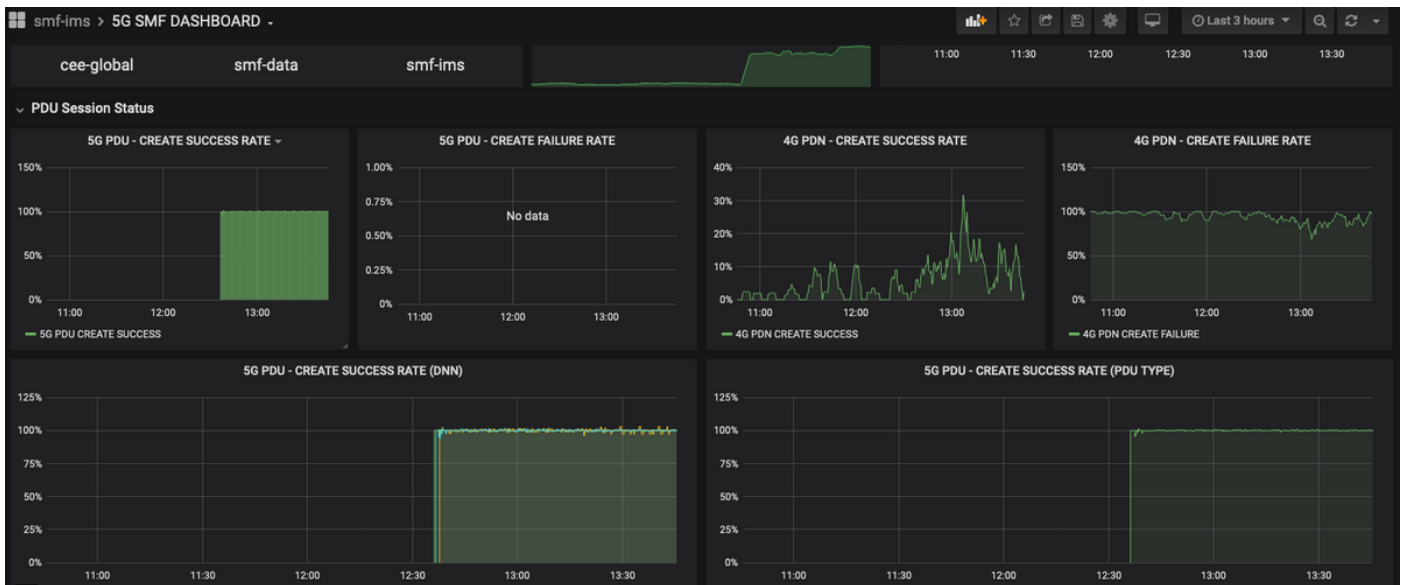 smf-ims > 5G SMF DASHBOARD
Last 3 hours
cee-global smf-data smf-ims
11:00 11:30 12:00 12:30 13:00 13:30
PDU Session Status
5G PDU - CREATE SUCCESS RATE
150%
100%
50%
0%
11:00 12:00 13:00
5G PDU CREATE SUCCESS
5G PDU - CREATE FAILURE RATE
1.00%
0.75%
0.50%
0.25%
0%
No data
11:00 12:00 13:00
4G PDN - CREATE SUCCESS RATE
40%
30%
20%
10%
0%
11:00 12:00 13:00
4G PDN CREATE SUCCESS
4G PDN - CREATE FAILURE RATE
150%
100%
50%
0%
11:00 12:00 13:00
4G PDN CREATE FAILURE
5G PDU - CREATE SUCCESS RATE (DNN)
125%
100%
75%
50%
25%
0%
11:00 11:30 12:00 12:30 13:00 13:30
5G PDU - CREATE SUCCESS RATE (PDU TYPE)
125%
100%
75%
50%
25%
0%
11:00 11:30 12:00 12:30 13:00 13:30